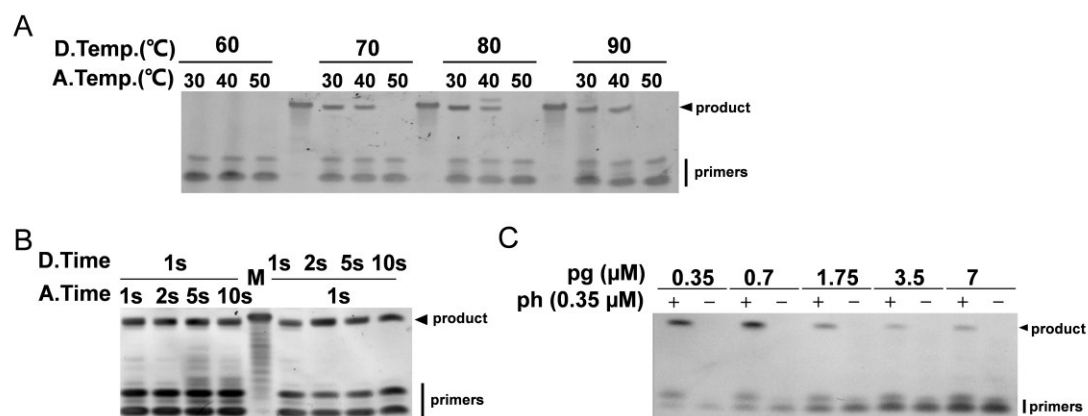 A
D.Temp.(℃) 60 70 80 90
A.Temp.(℃) 30 40 50 30 40 50 30 40 50 30 40 50
product
primers
B
D.Time 1s M 1s 2s 5s 10s
A.Time 1s 2s 5s 10s 1s
product
primers
C
pg (μM) 0.35 0.7 1.75 3.5 7
ph (0.35 μM) + − + − + − + − + −
product
primers